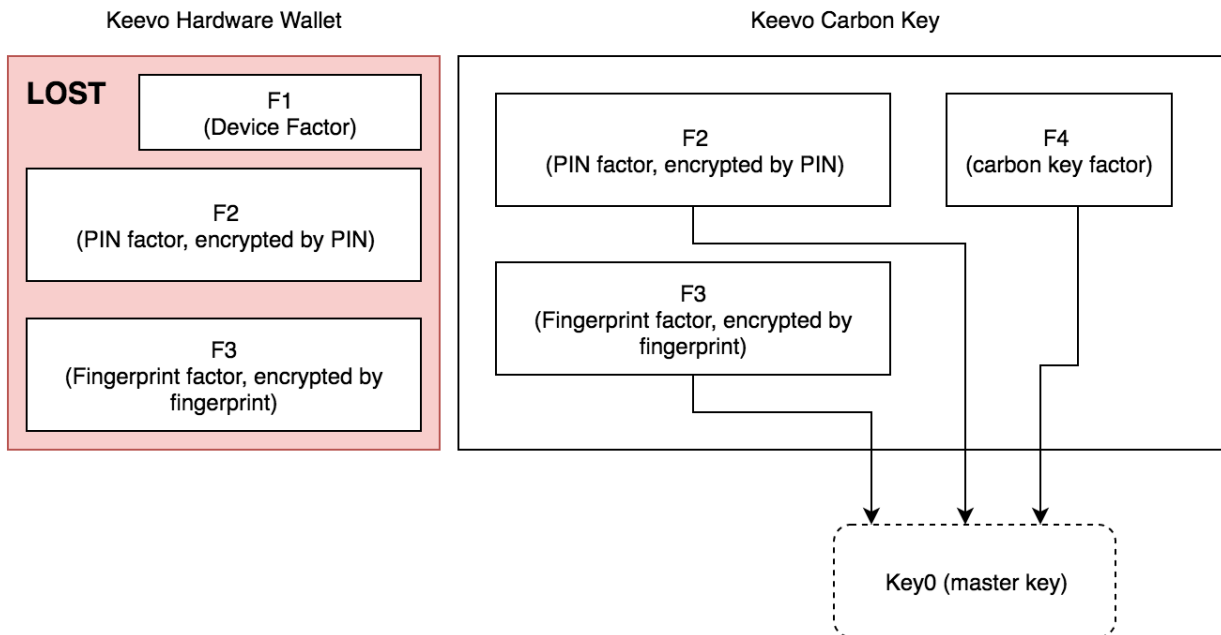 Keevo Hardware Wallet
LOST
F1
(Device Factor)
F2
(PIN factor, encrypted by PIN)
F3
(Fingerprint factor, encrypted by
fingerprint)
Keevo Carbon Key
F2
(PIN factor, encrypted by PIN)
F4
(carbon key factor)
F3
(Fingerprint factor, encrypted by
fingerprint)
Key0 (master key)